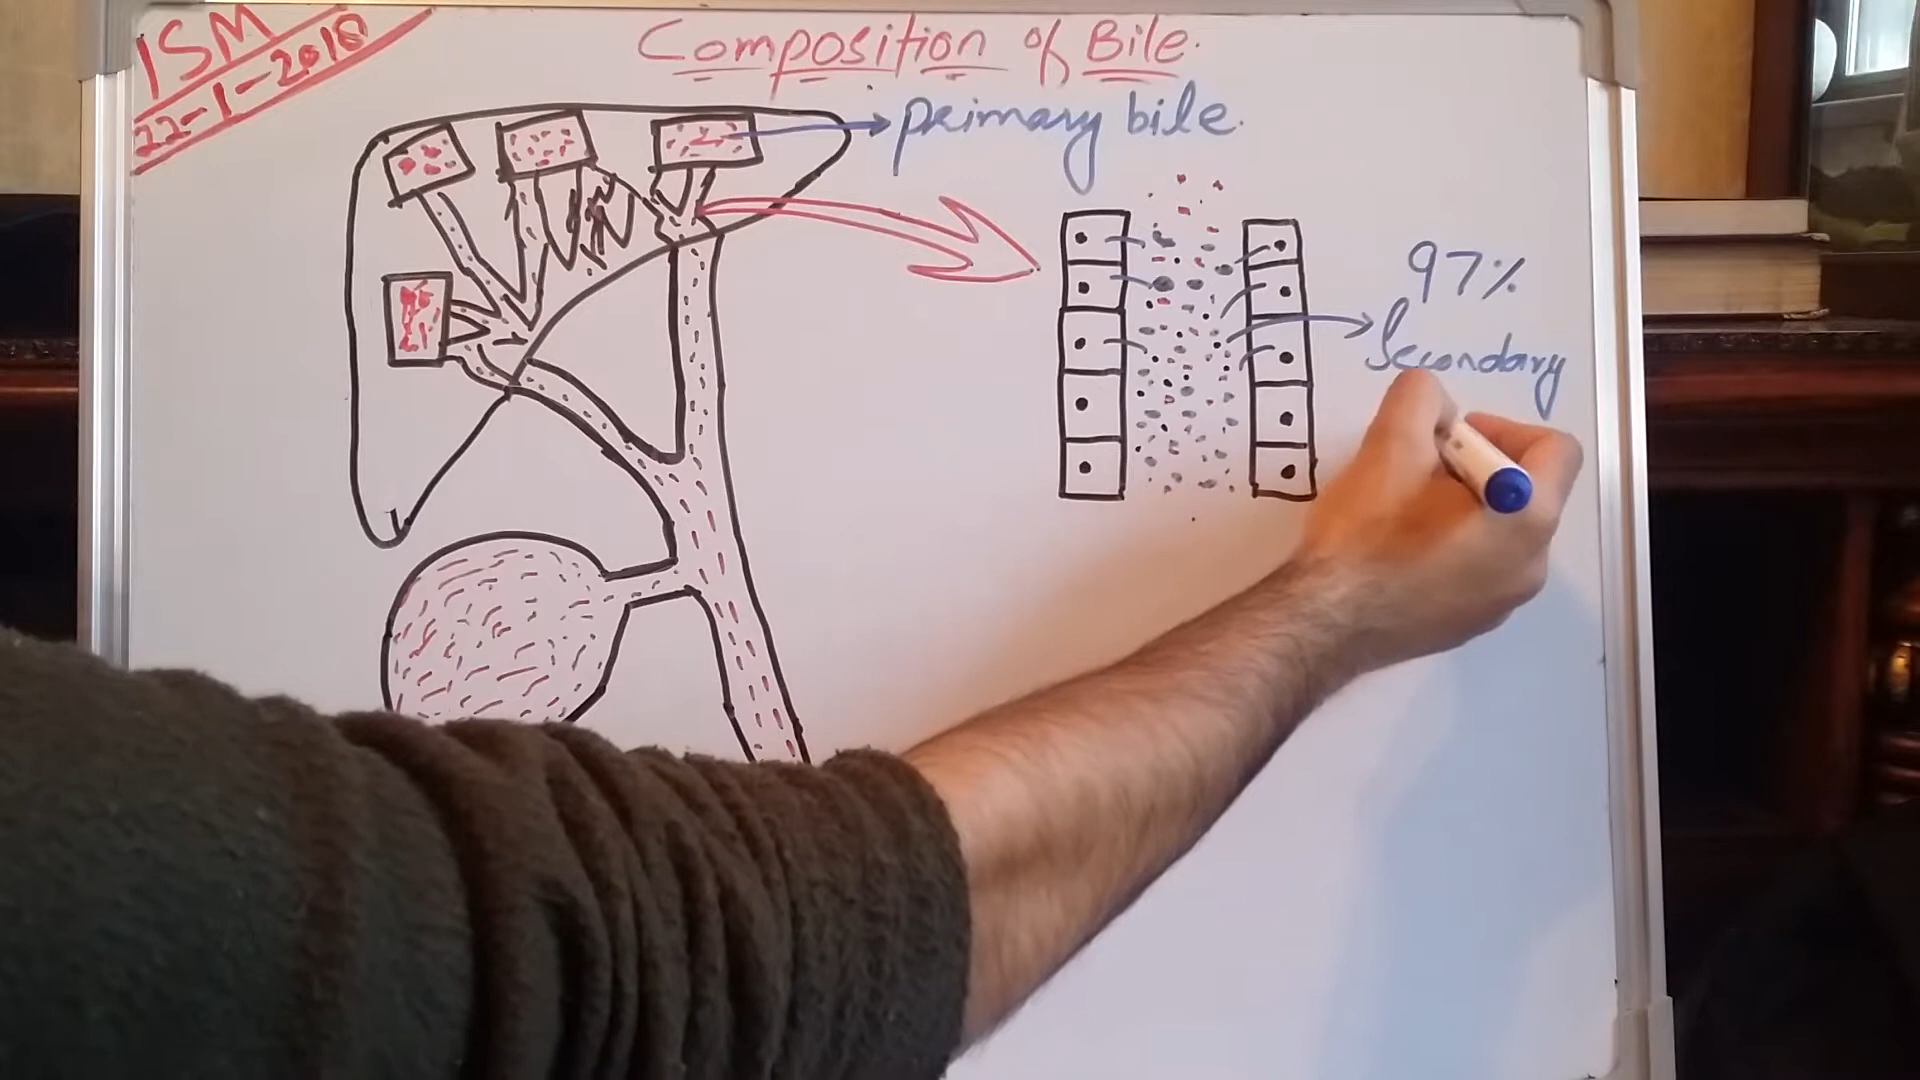 ISM
22-1-2018
Composition of Bile.
primary bile.
97%
Secondary